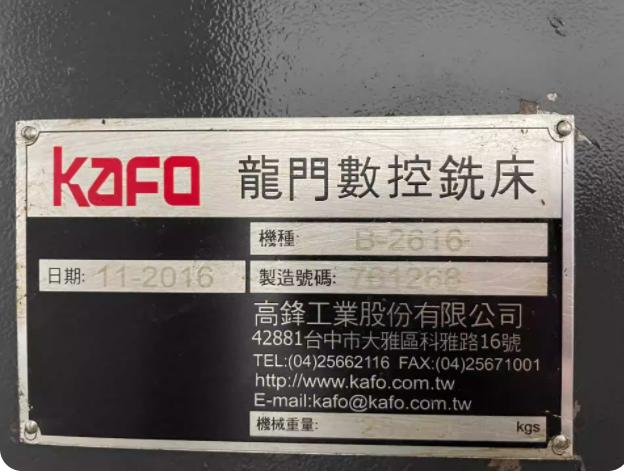 KAFO 龍門數控銑床
機種: B-2616
日期: 11-2016 製造號碼: 761268
高鋒工業股份有限公司
42881台中市大雅區科雅路16號
TEL:(04)25662116 FAX:(04)25671001
http://www.kafo.com.tw
E-mail:kafo@kafo.com.tw
機械重量: kgs